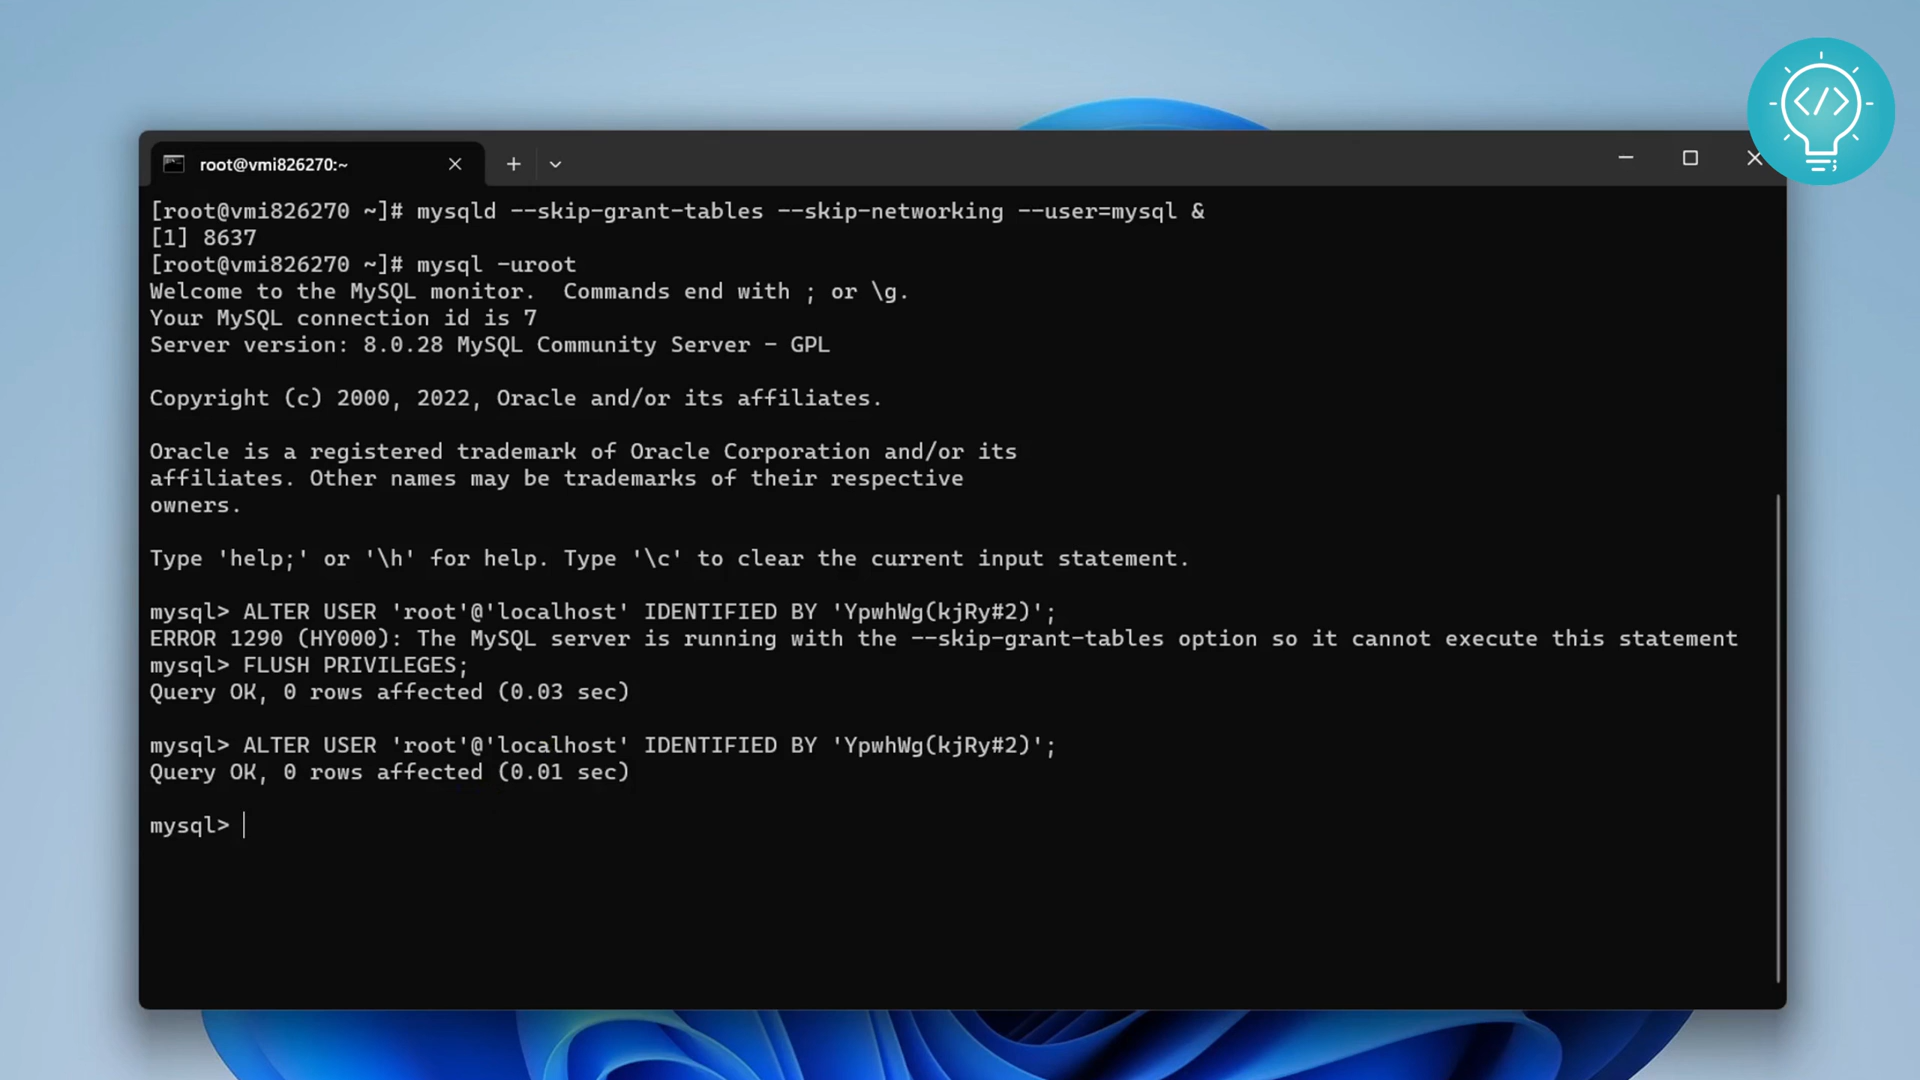 root@vmi826270:~
[root@vmi826270 ~]# mysqld --skip-grant-tables --skip-networking --user=mysql &
[1] 8637
[root@vmi826270 ~]# mysql -uroot
Welcome to the MySQL monitor.  Commands end with ; or \g.
Your MySQL connection id is 7
Server version: 8.0.28 MySQL Community Server - GPL
Copyright (c) 2000, 2022, Oracle and/or its affiliates.
Oracle is a registered trademark of Oracle Corporation and/or its
affiliates. Other names may be trademarks of their respective
owners.
Type 'help;' or '\h' for help. Type '\c' to clear the current input statement.
mysql> ALTER USER 'root'@'localhost' IDENTIFIED BY 'YpwhWg(kjRy#2)';
ERROR 1290 (HY000): The MySQL server is running with the --skip-grant-tables option so it cannot execute this statement
mysql> FLUSH PRIVILEGES;
Query OK, 0 rows affected (0.03 sec)
mysql> ALTER USER 'root'@'localhost' IDENTIFIED BY 'YpwhWg(kjRy#2)';
Query OK, 0 rows affected (0.01 sec)
mysql>